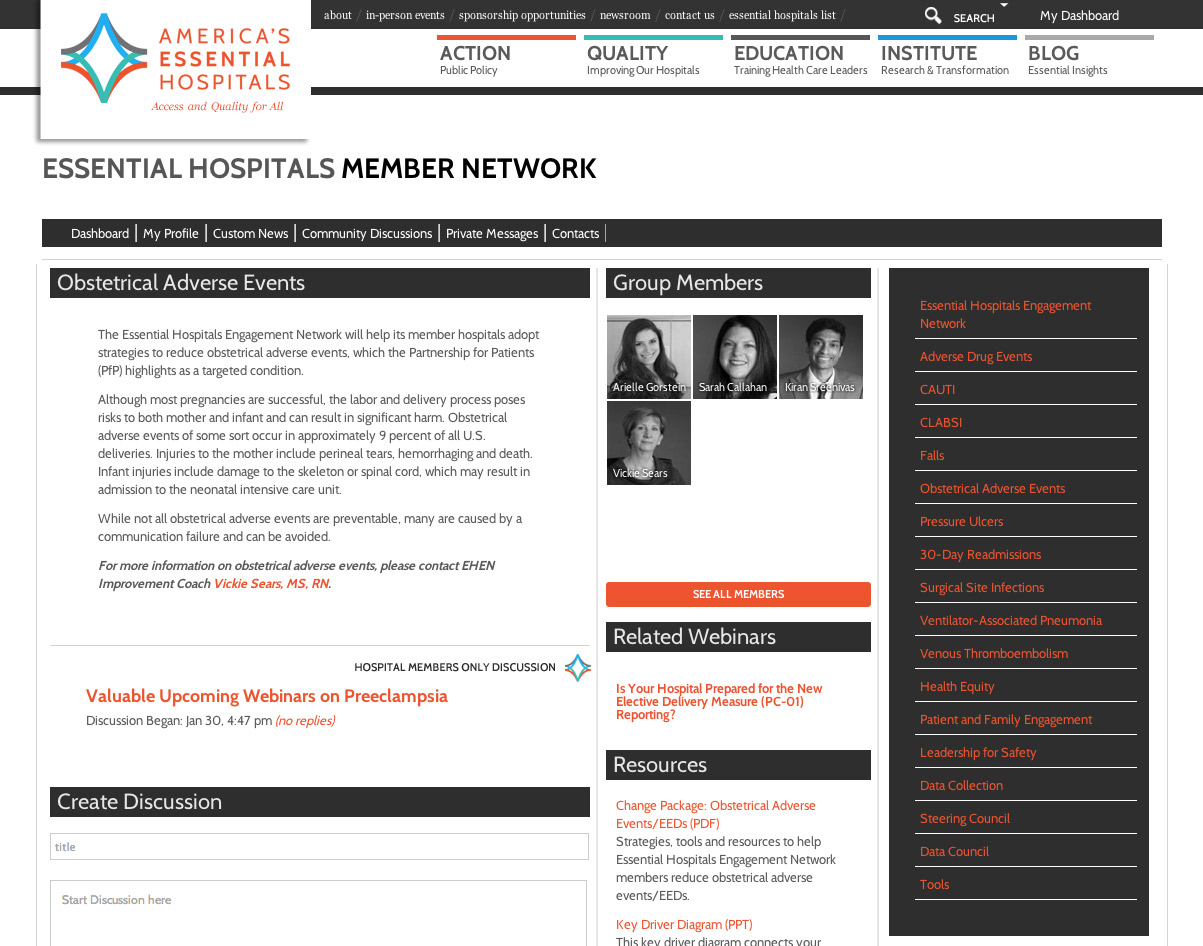 about / in-person events / sponsorship opportunities / newsroom / contact us / essential hospitals list /
SEARCH
My Dashboard
AMERICA'S
ESSENTIAL
HOSPITALS
Access and Quality for All
ACTION
Public Policy
QUALITY
Improving Our Hospitals
EDUCATION
Training Health Care Leaders
INSTITUTE
Research & Transformation
BLOG
Essential Insights
ESSENTIAL HOSPITALS MEMBER NETWORK
Dashboard | My Profile | Custom News | Community Discussions | Private Messages | Contacts |
Obstetrical Adverse Events
The Essential Hospitals Engagement Network will help its member hospitals adopt
strategies to reduce obstetrical adverse events, which the Partnership for Patients
(PfP) highlights as a targeted condition.
Although most pregnancies are successful, the labor and delivery process poses
risks to both mother and infant and can result in significant harm. Obstetrical
adverse events of some sort occur in approximately 9 percent of all U.S.
deliveries. Injuries to the mother include perineal tears, hemorrhaging and death.
Infant injuries include damage to the skeleton or spinal cord, which may result in
admission to the neonatal intensive care unit.
While not all obstetrical adverse events are preventable, many are caused by a
communication failure and can be avoided.
For more information on obstetrical adverse events, please contact EHEN
Improvement Coach Vickie Sears, MS, RN.
HOSPITAL MEMBERS ONLY DISCUSSION
Valuable Upcoming Webinars on Preeclampsia
Discussion Began: Jan 30, 4:47 pm (no replies)
Create Discussion
title
Start Discussion here
Group Members
Arielle Gorstein
Sarah Callahan
Kiran Sreenivas
Vickie Sears
SEE ALL MEMBERS
Related Webinars
Is Your Hospital Prepared for the New
Elective Delivery Measure (PC-01)
Reporting?
Resources
Change Package: Obstetrical Adverse
Events/EEDs (PDF)
Strategies, tools and resources to help
Essential Hospitals Engagement Network
members reduce obstetrical adverse
events/EEDs.
Key Driver Diagram (PPT)
This key driver diagram connects your
Essential Hospitals Engagement
Network
Adverse Drug Events
CAUTI
CLABSI
Falls
Obstetrical Adverse Events
Pressure Ulcers
30-Day Readmissions
Surgical Site Infections
Ventilator-Associated Pneumonia
Venous Thromboembolism
Health Equity
Patient and Family Engagement
Leadership for Safety
Data Collection
Steering Council
Data Council
Tools